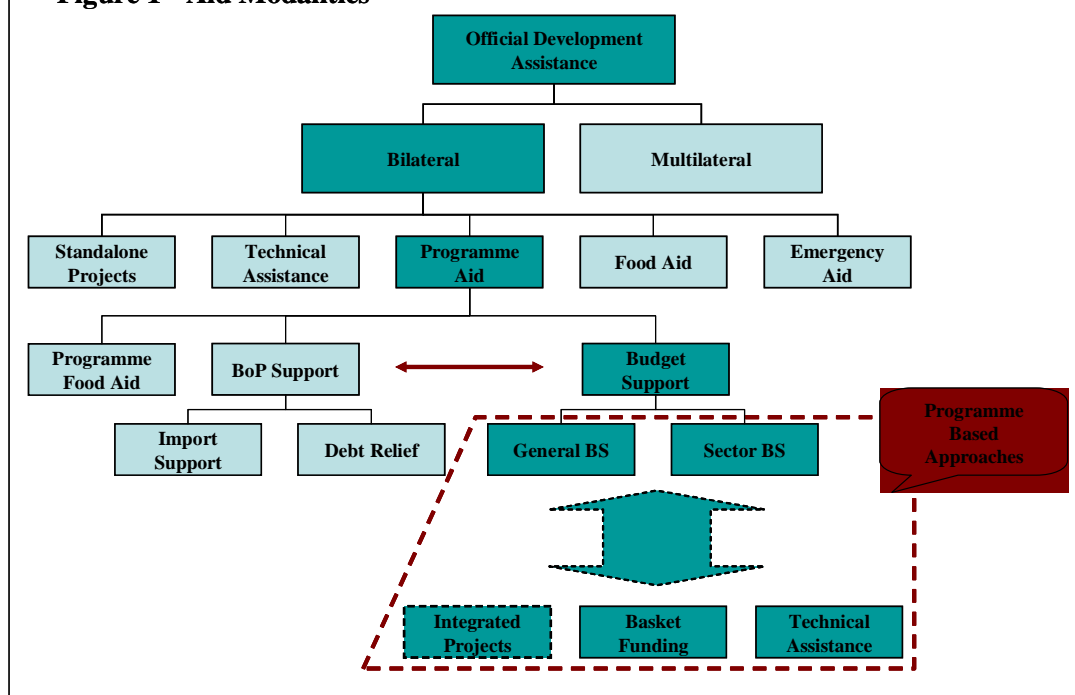 Official Development
Assistance
Bilateral
Multilateral
Standalone
Projects
Technical
Assistance
Programme
Aid
Food Aid
Emergency
Aid
Programme
Food Aid
BoP Support
Budget
Support
Programme
Based
Approaches
Import
Support
Debt Relief
General BS
Sector BS
Integrated
Projects
Basket
Funding
Technical
Assistance